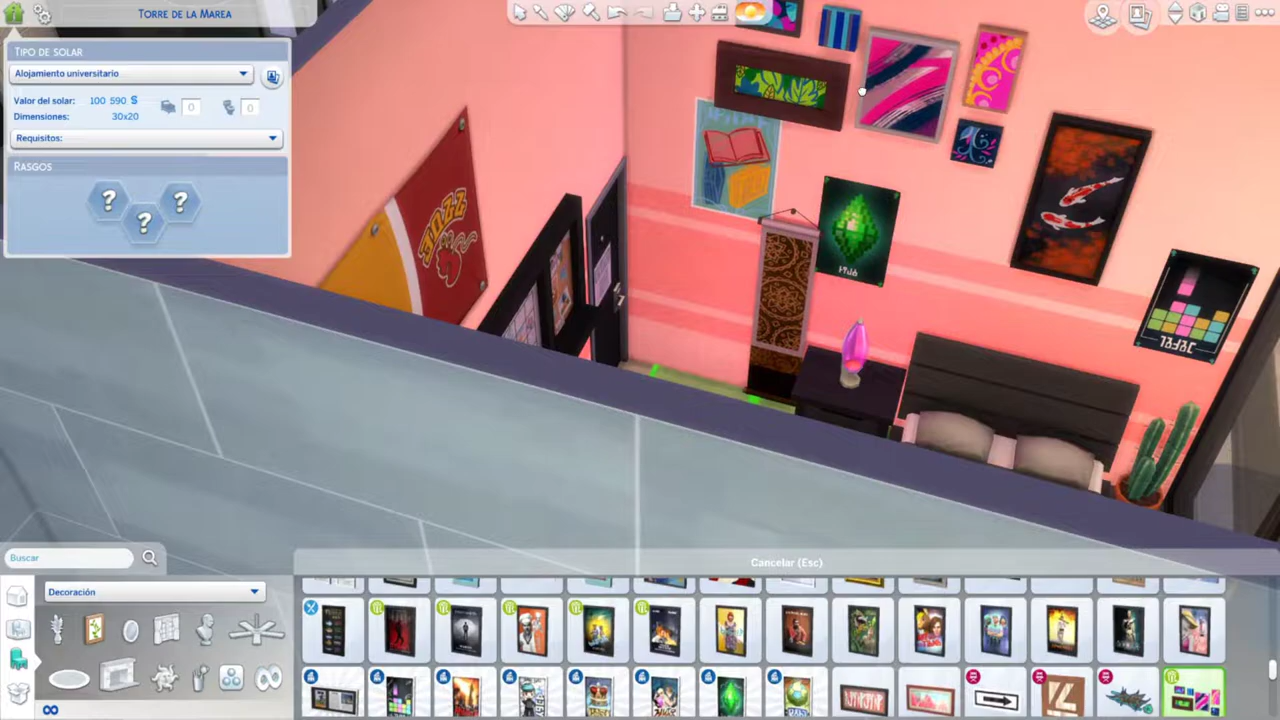 TORRE DE LA MAREA
TIPO DE SOLAR
Alojamiento universitario
Valor del solar: 100 590 $ 0 0
Dimensiones: 30x20
Requisitos:
RASGOS
? ? ?
Buscar
Cancelar (Esc)
Decoración